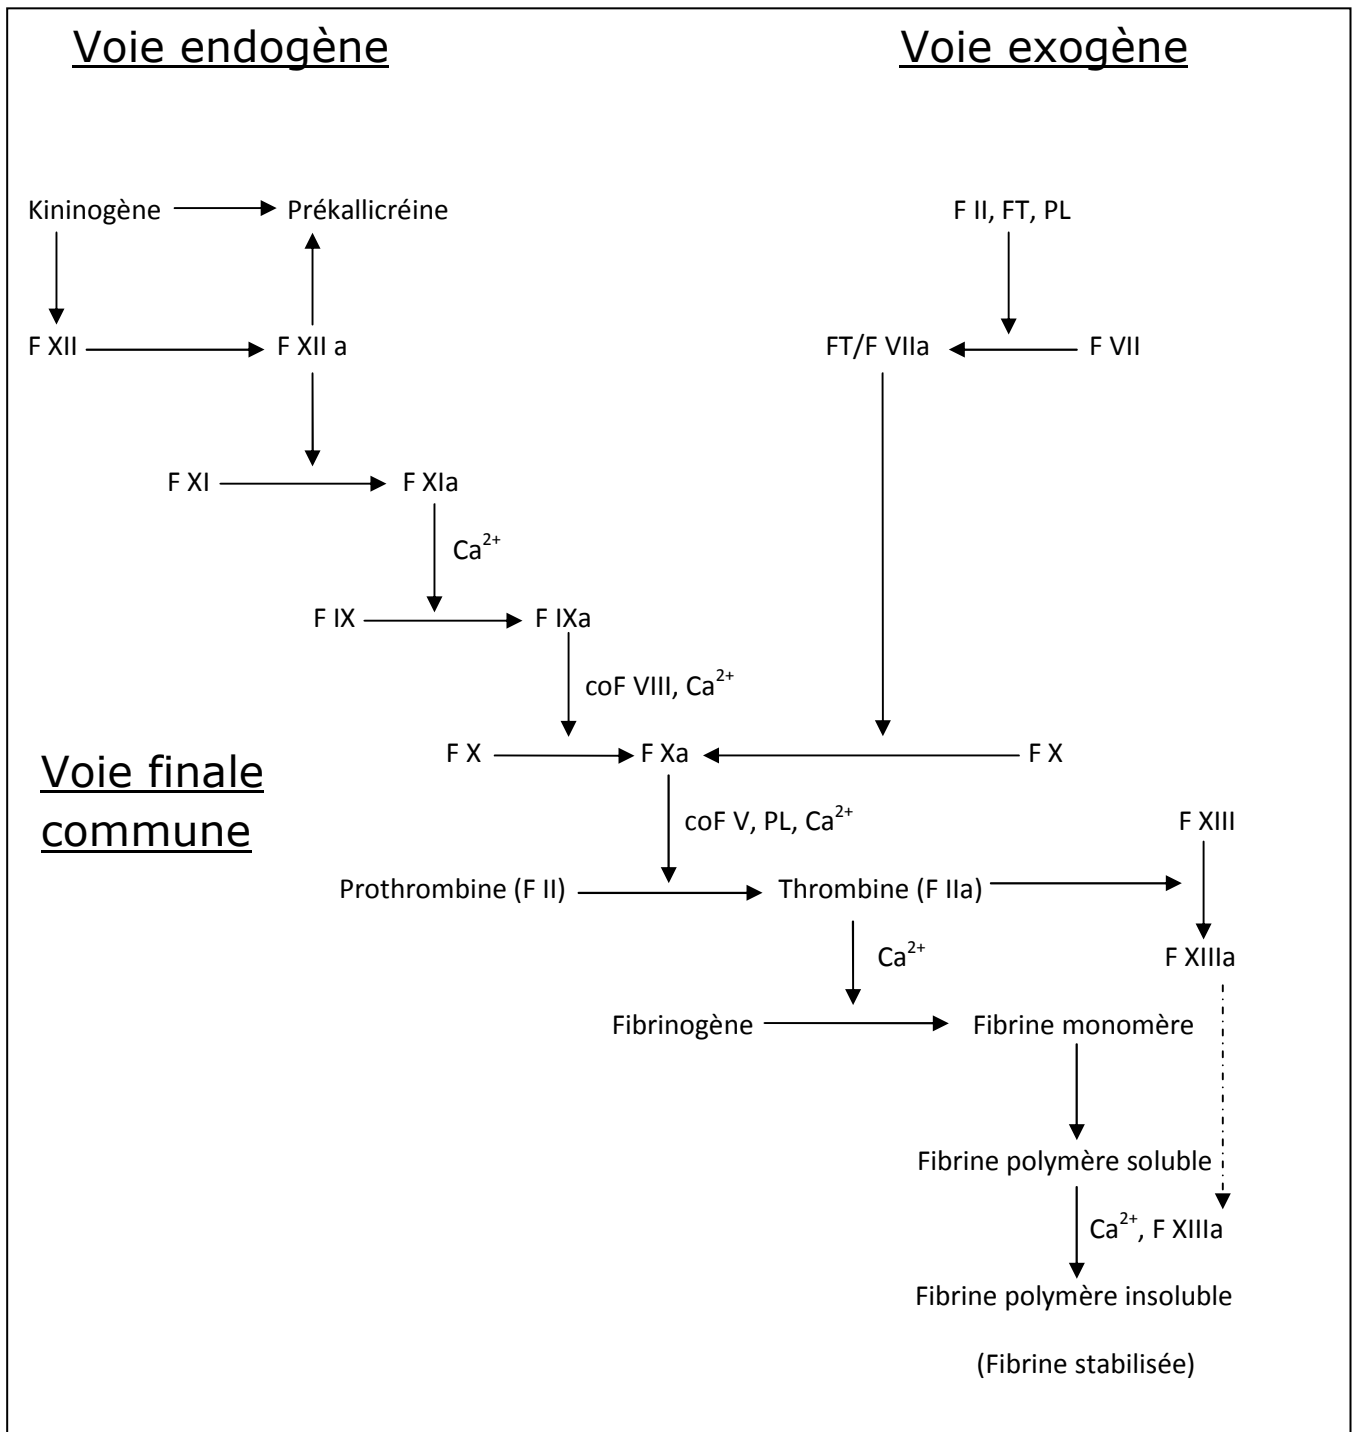 Voie endogène
Voie exogène
Kininogène
Prékallicréine
F II, FT, PL
F XII
F XII a
FT/F VIIa
F VII
F XI
F XIa
Ca²⁺
F IX
F IXa
coF VIII, Ca²⁺
F X
F Xa
F X
Voie finale
commune
coF V, PL, Ca²⁺
F XIII
Prothrombine (F II)
Thrombine (F IIa)
Ca²⁺
F XIIIa
Fibrinogène
Fibrine monomère
Fibrine polymère soluble
Ca²⁺, F XIIIa
Fibrine polymère insoluble
(Fibrine stabilisée)